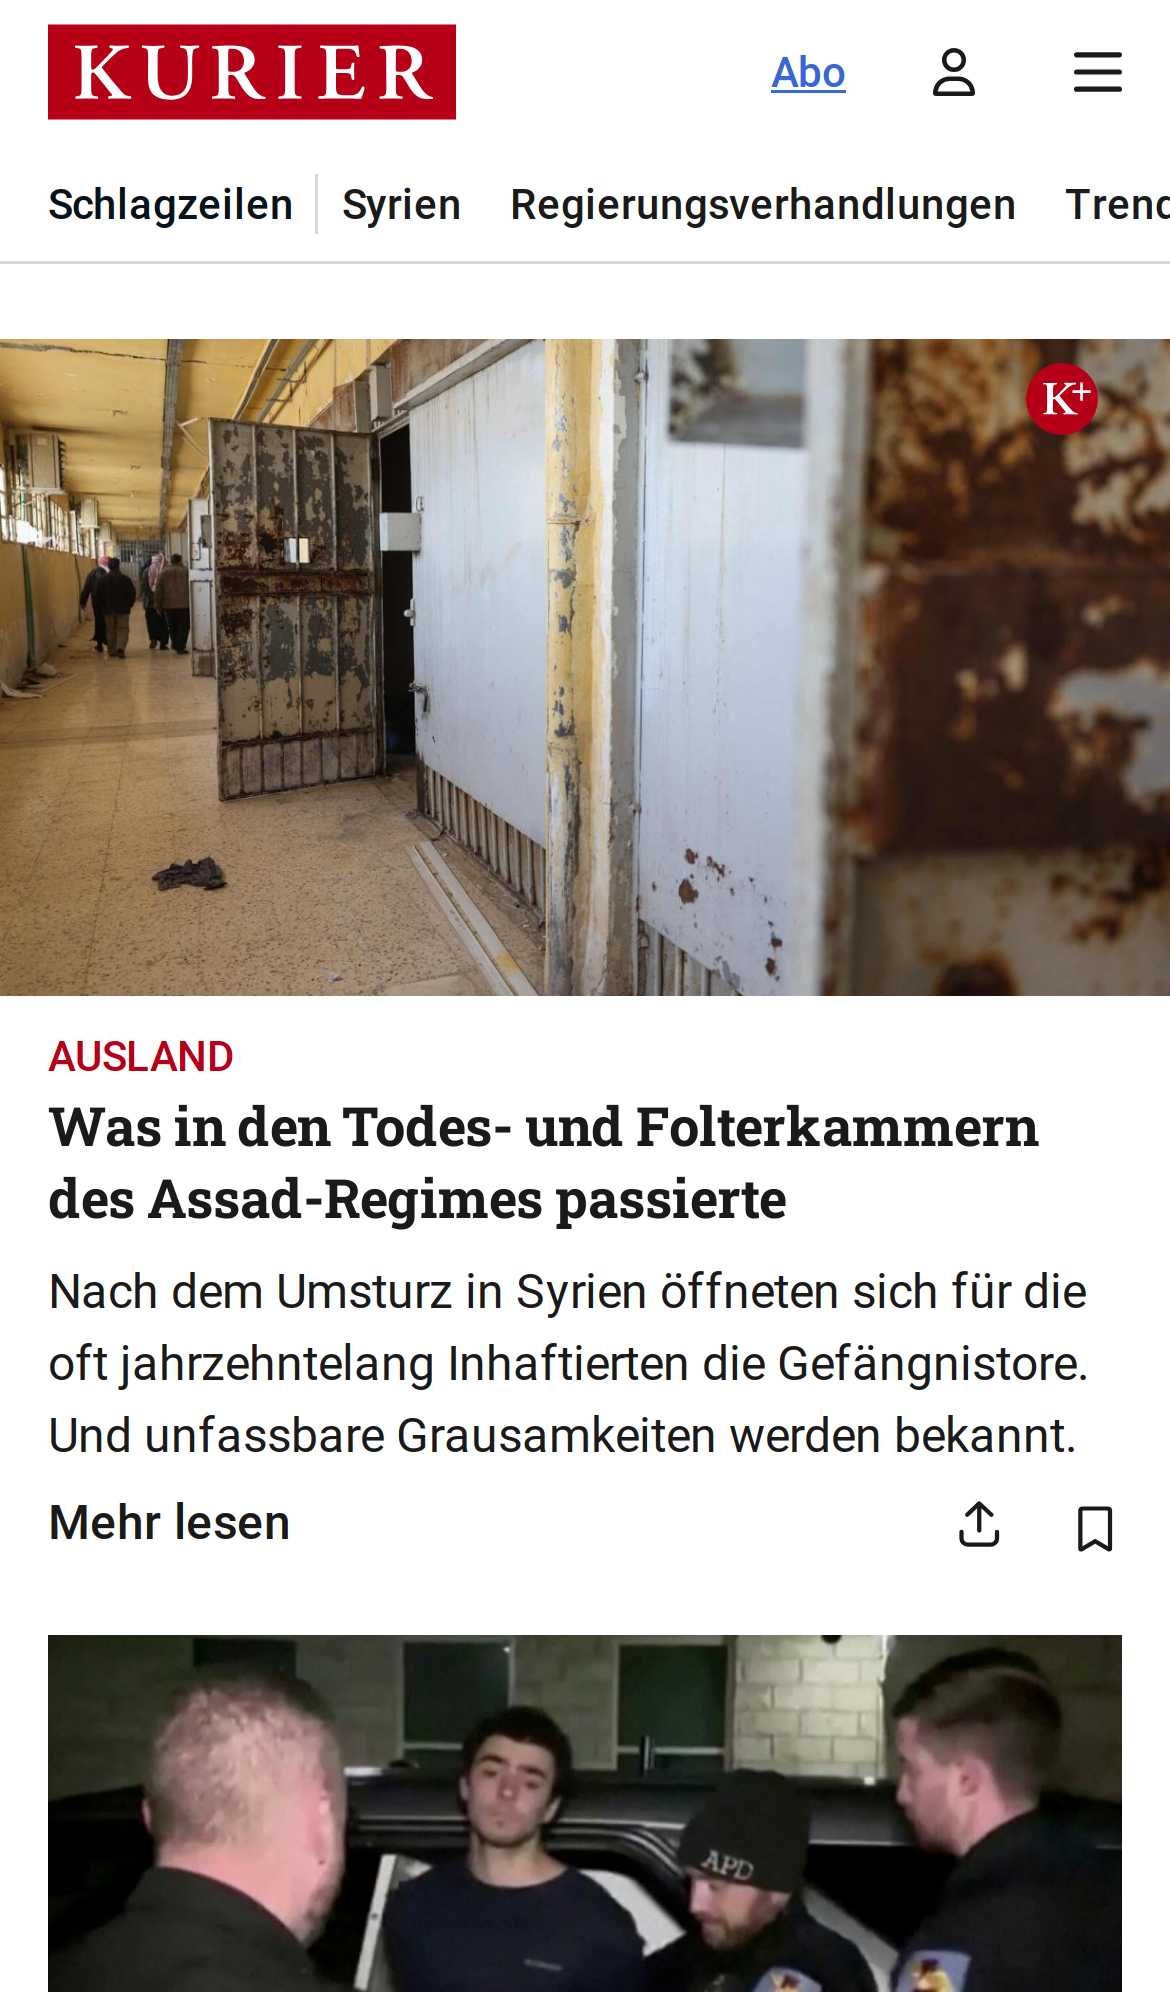 KURIER
Abo
Schlagzeilen
Syrien
Regierungsverhandlungen
Trend
K+
AUSLAND
Was in den Todes- und Folterkammern
des Assad-Regimes passierte
Nach dem Umsturz in Syrien öffneten sich für die
oft jahrzehntelang Inhaftierten die Gefängnistore.
Und unfassbare Grausamkeiten werden bekannt.
Mehr lesen
APD